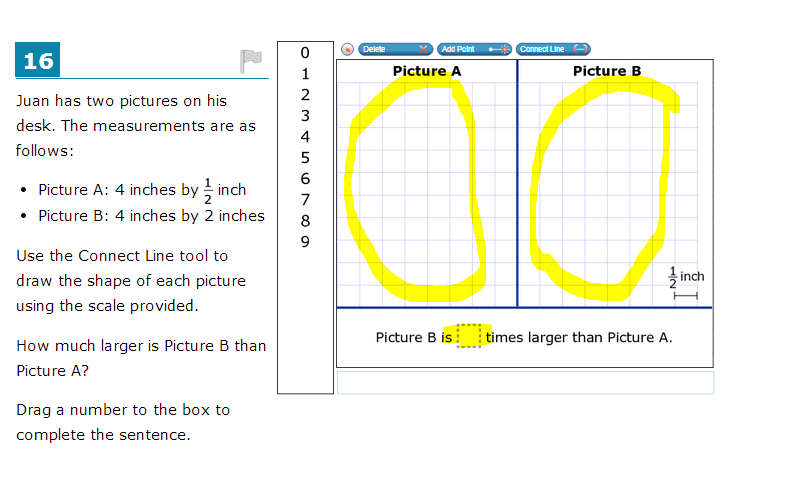 16
Juan has two pictures on his
desk. The measurements are as
follows:
• Picture A: 4 inches by 1/2 inch
• Picture B: 4 inches by 2 inches
Use the Connect Line tool to
draw the shape of each picture
using the scale provided.
How much larger is Picture B than
Picture A?
Drag a number to the box to
complete the sentence.
0
1
2
3
4
5
6
7
8
9
Delete Add Point Connect Line
Picture A Picture B
1/2 inch
Picture B is times larger than Picture A.